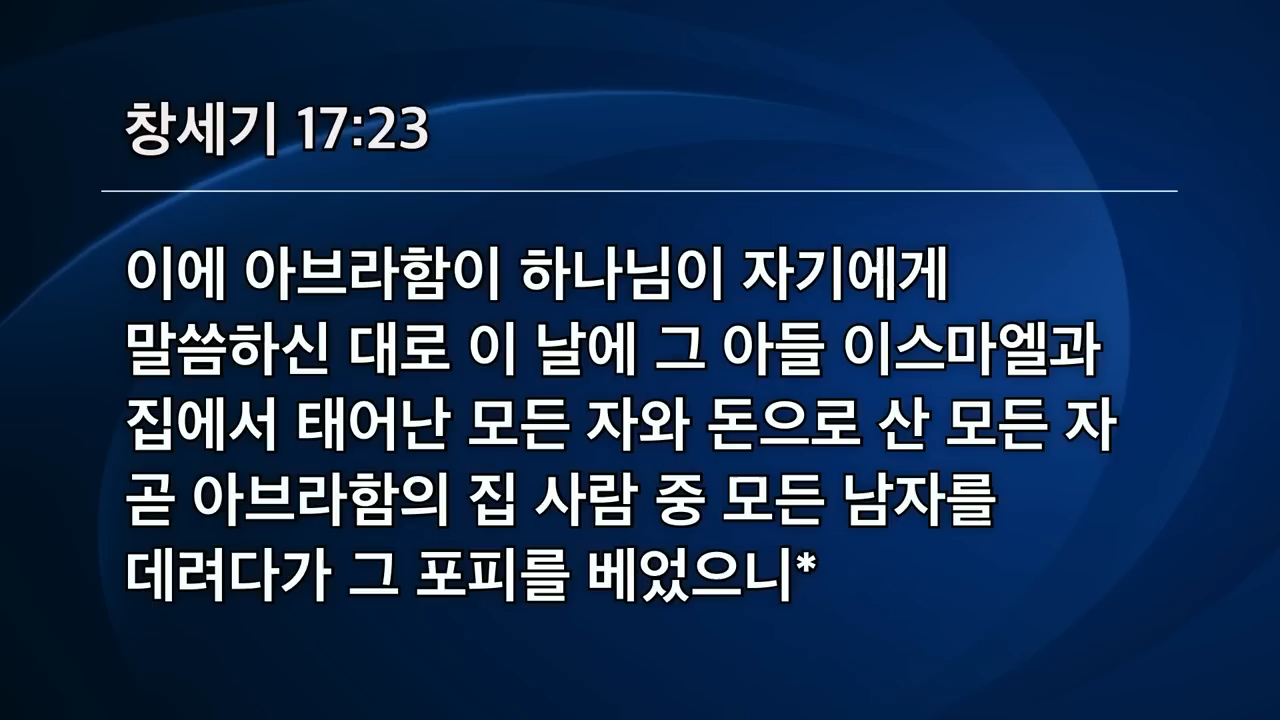 창세기 17:23
이에 아브라함이 하나님이 자기에게
말씀하신 대로 이 날에 그 아들 이스마엘과
집에서 태어난 모든 자와 돈으로 산 모든 자
곧 아브라함의 집 사람 중 모든 남자를
데려다가 그 포피를 베었으니*